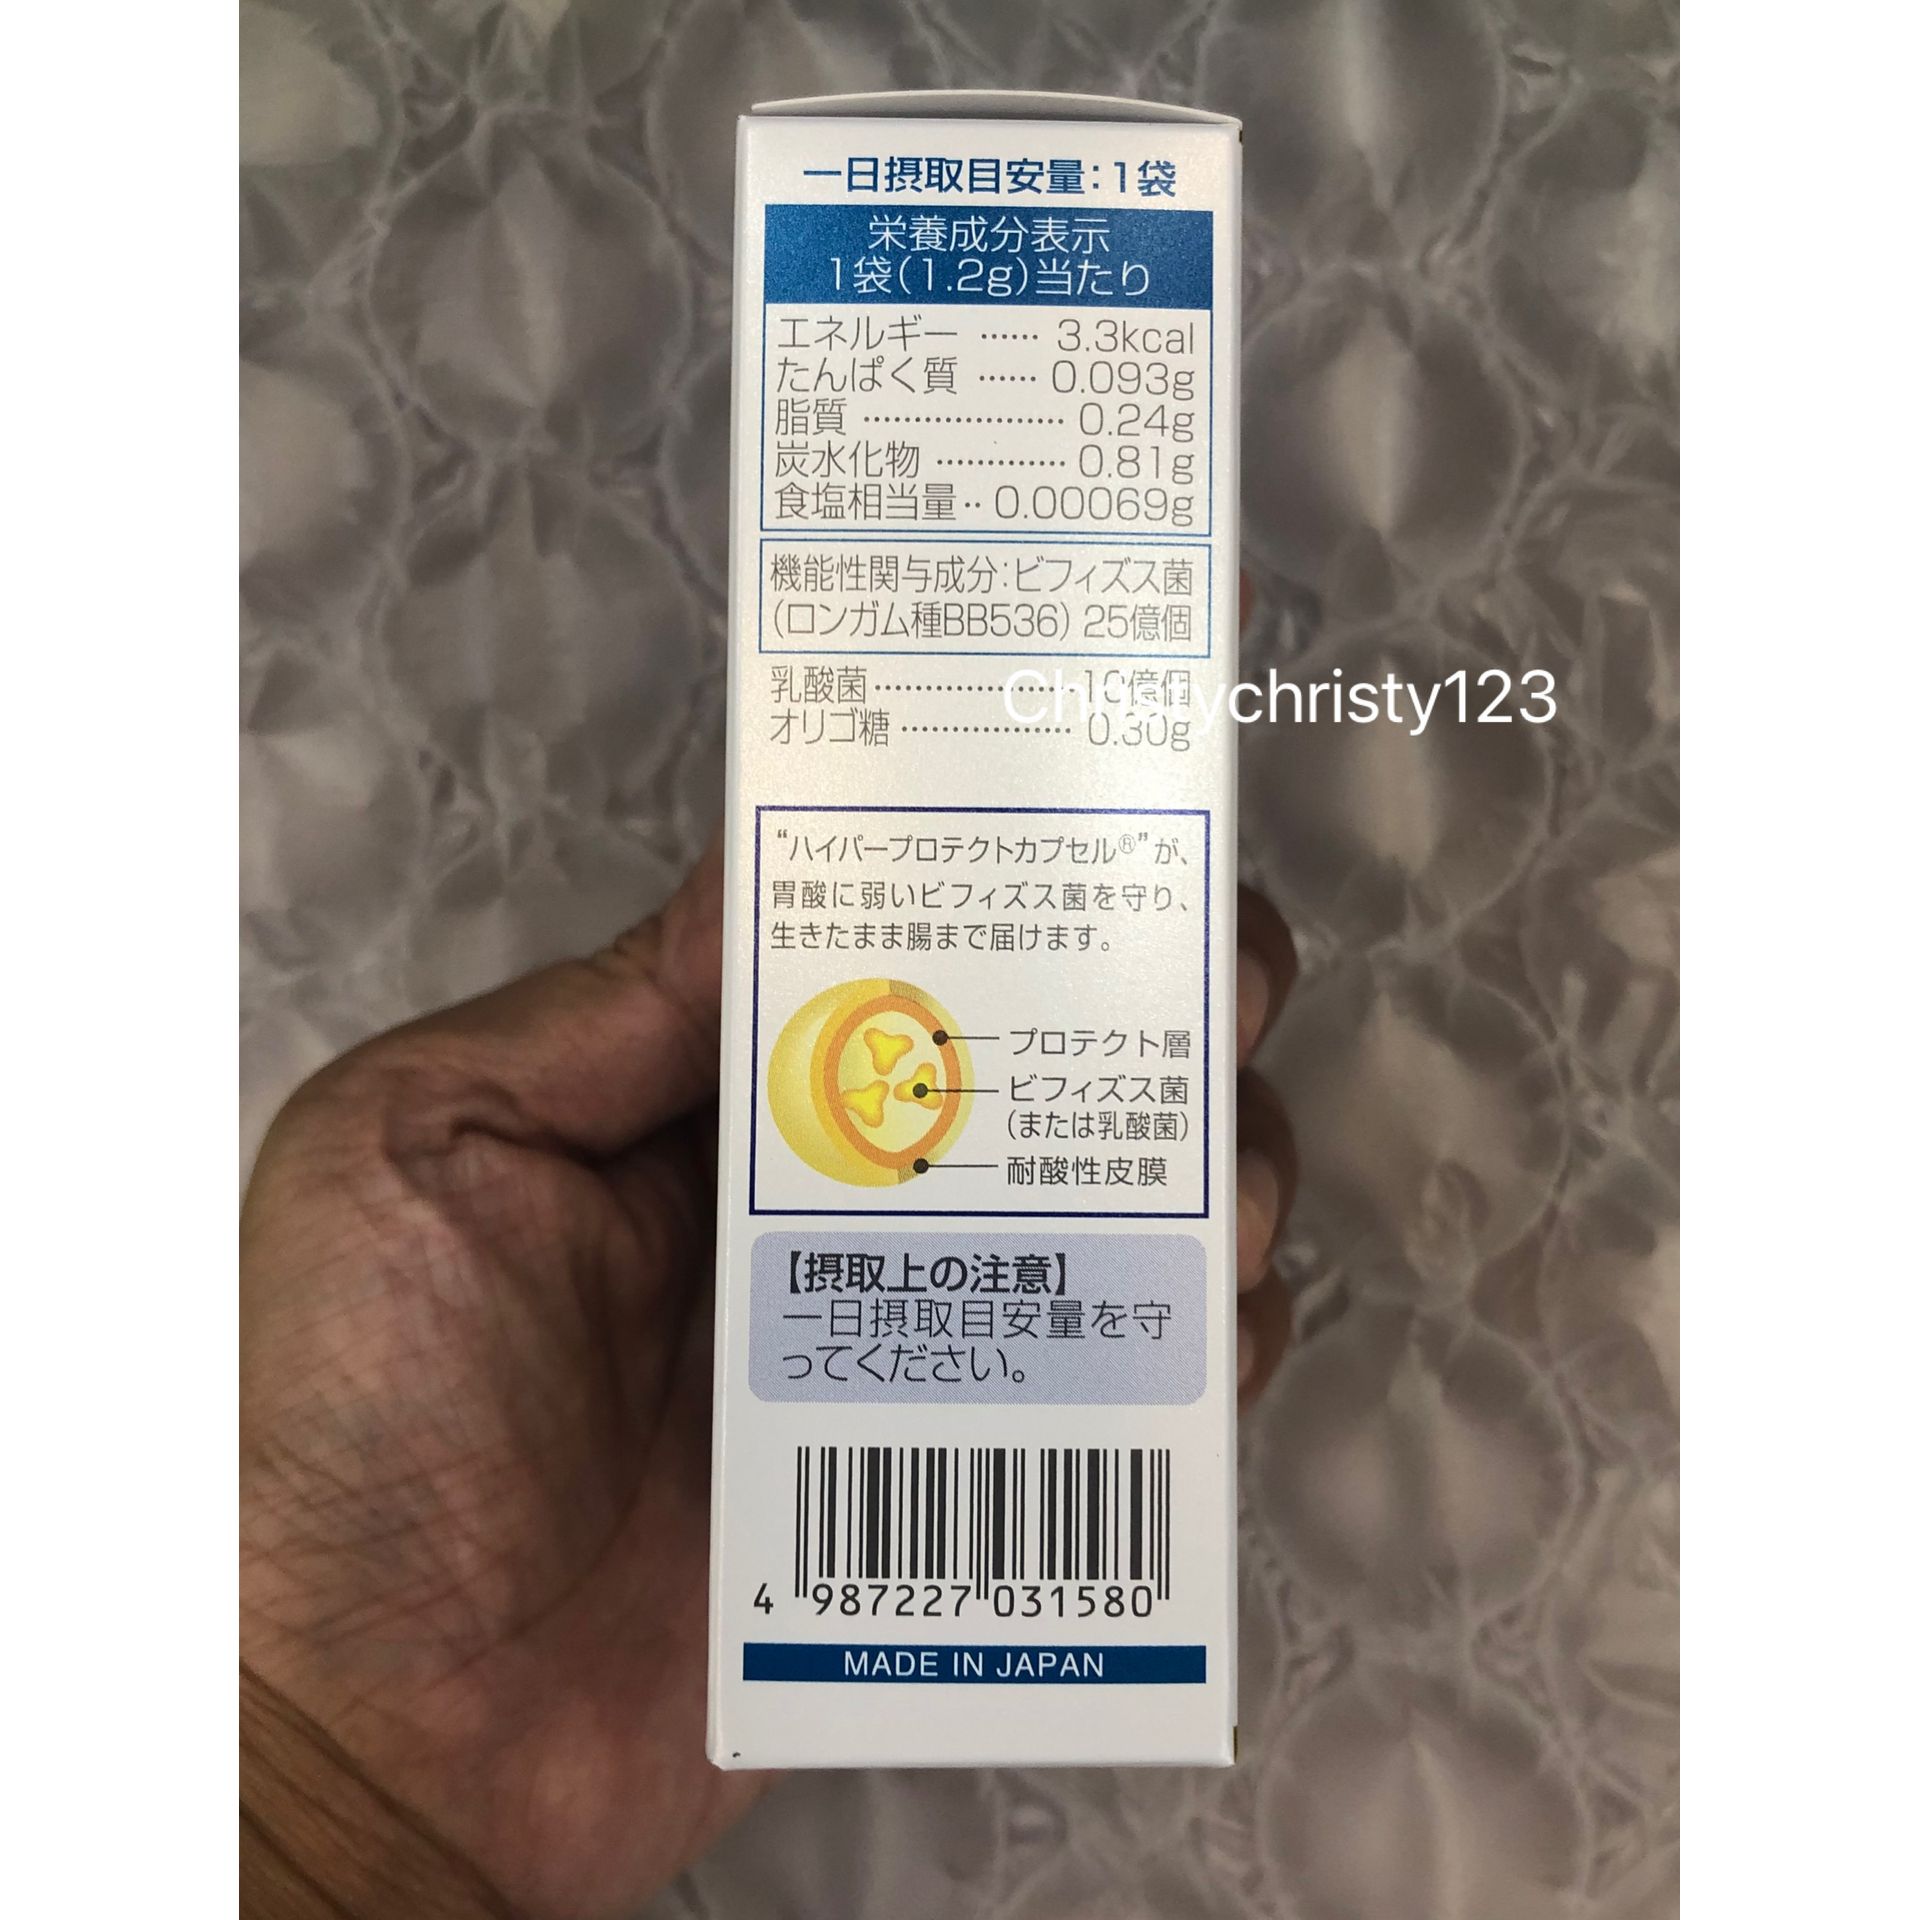 一日摂取目安量:1袋
栄養成分表示
1袋(1.2g)当たり
エネルギー …… 3.3kcal
たんぱく質 …… 0.093g
脂質 ………………… 0.24g
炭水化物 ………… 0.81g
食塩相当量‥ 0.00069g
機能性関与成分:ビフィズス菌
(ロンガム種BB536) 25億個
乳酸菌………………10億個
オリゴ糖 ……………… 0.30g
Christychristy123
“ハイパープロテクトカプセル®”が、
胃酸に弱いビフィズス菌を守り、
生きたまま腸まで届けます。
プロテクト層
ビフィズス菌
(または乳酸菌)
耐酸性皮膜
【摂取上の注意】
一日摂取目安量を守
ってください。
4 987227 031580
MADE IN JAPAN